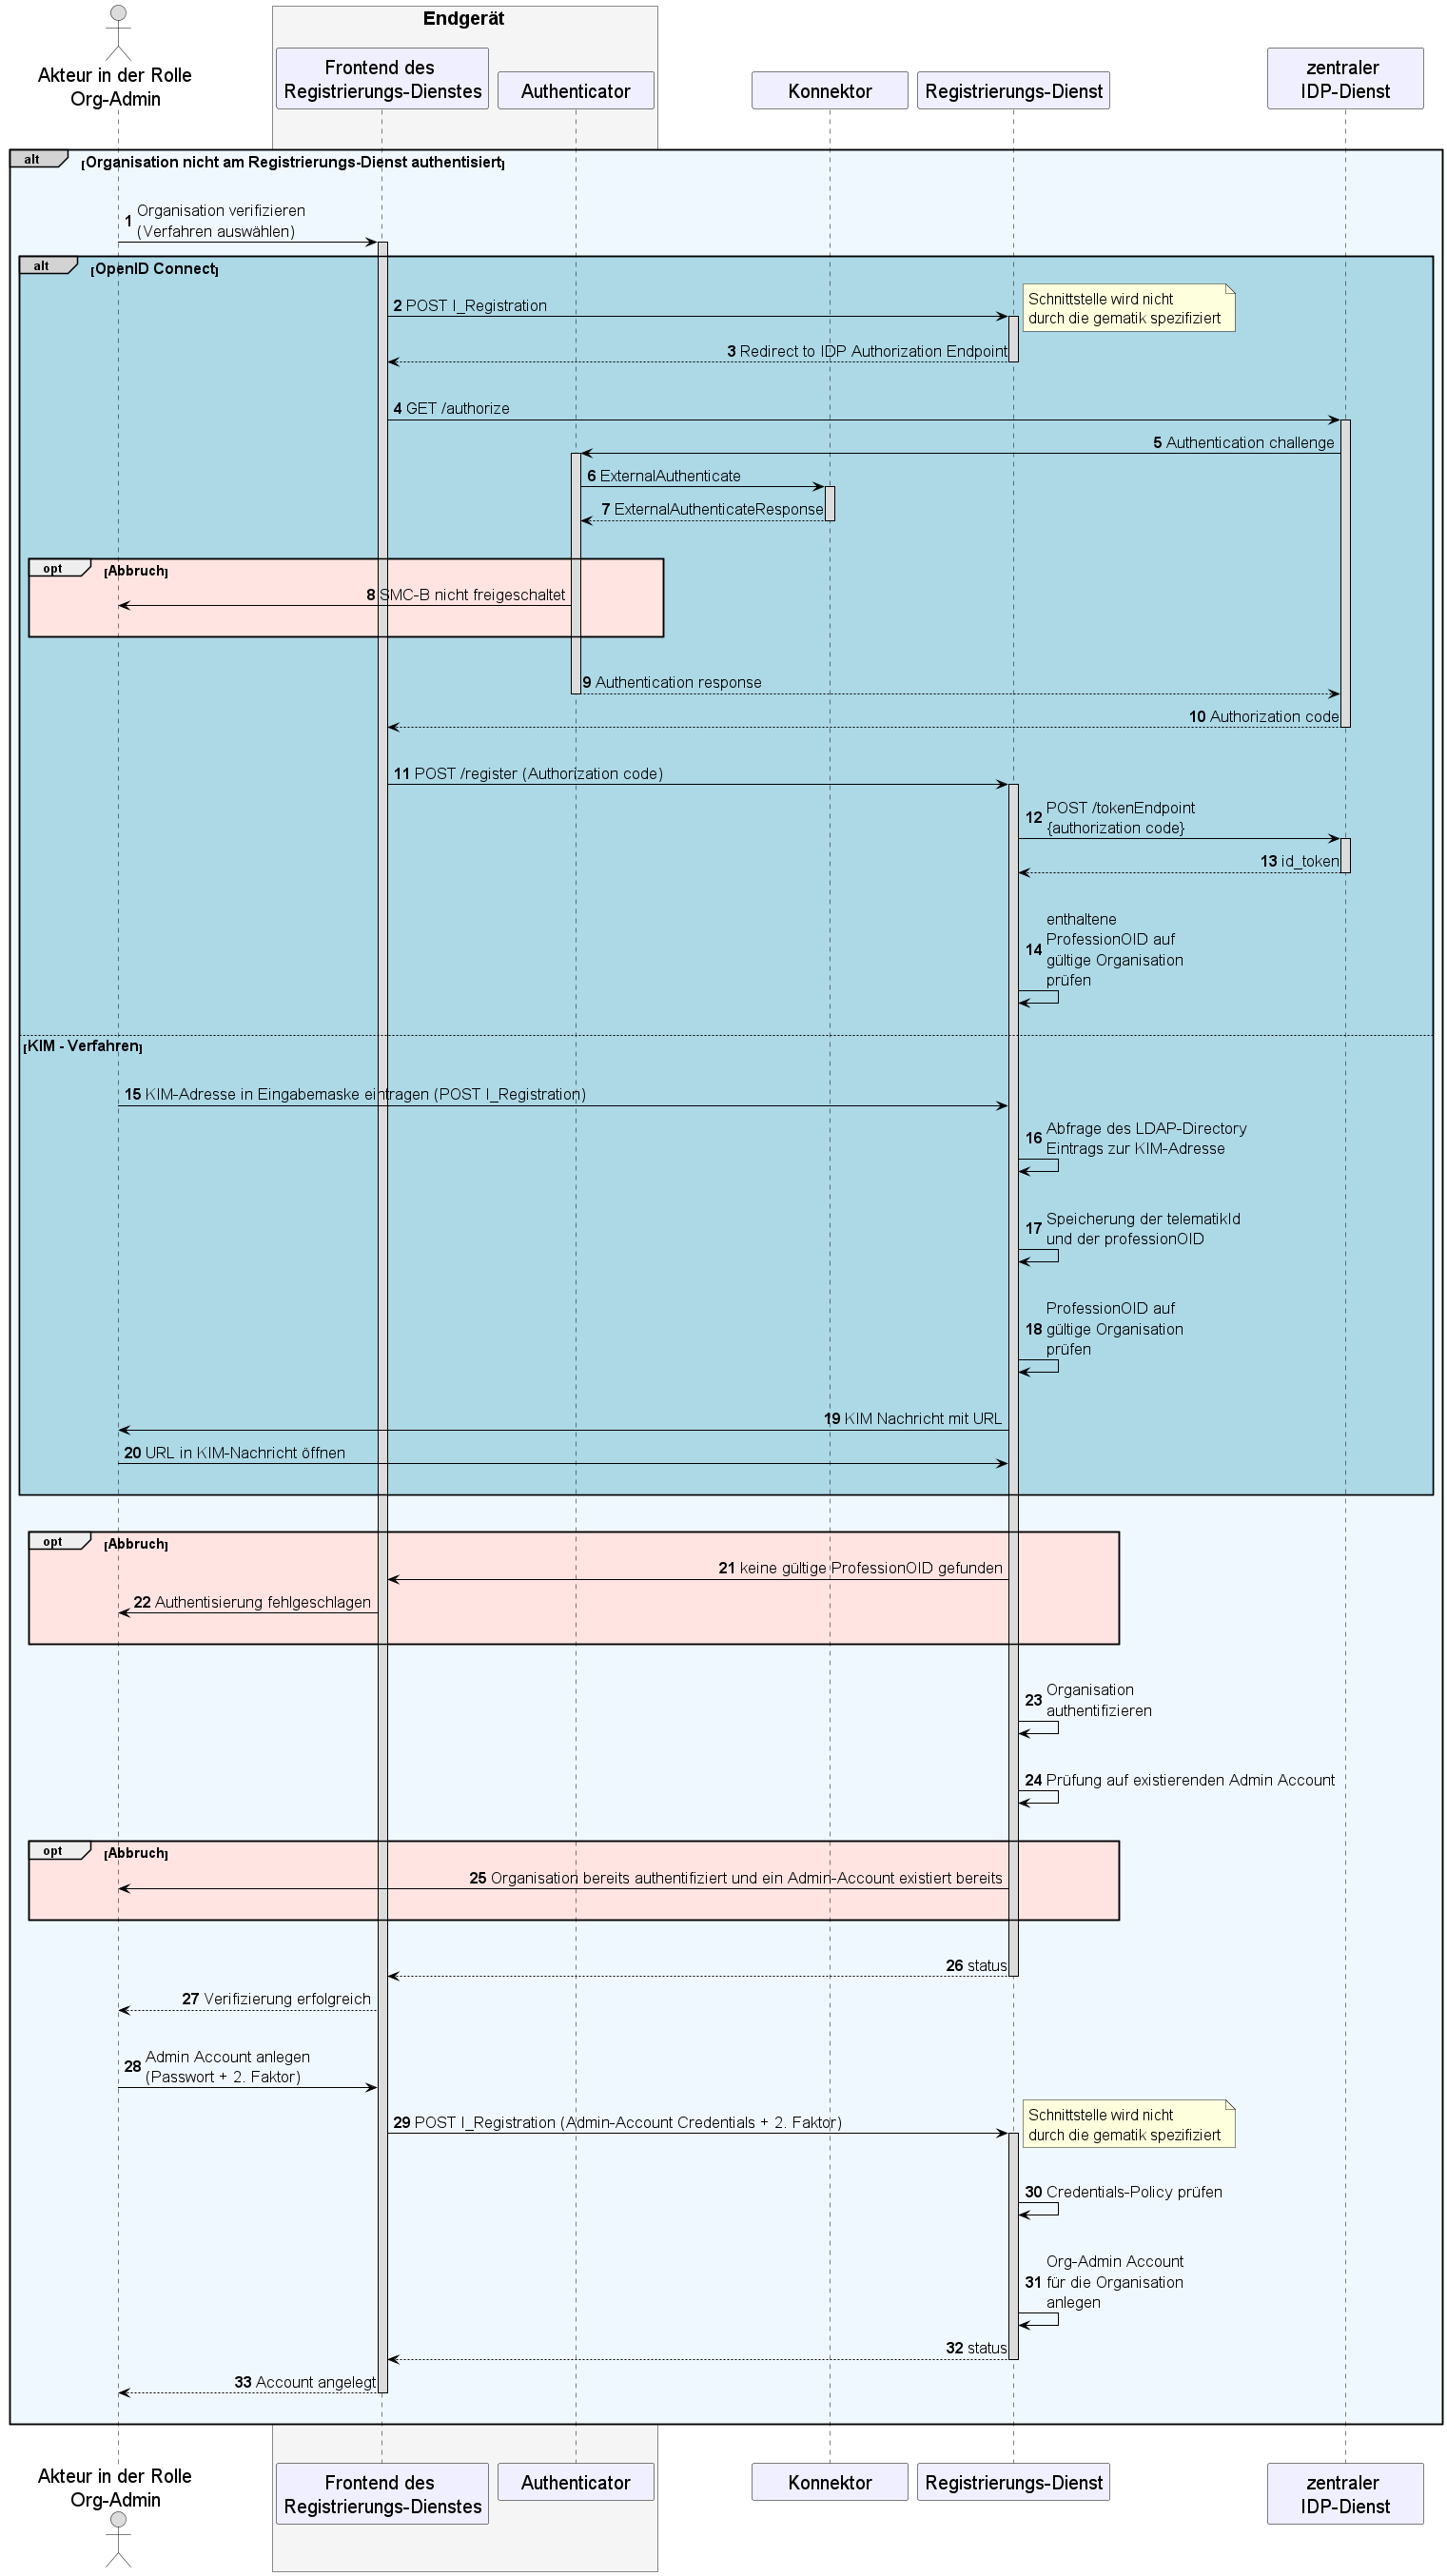 Endgerät
Akteur in der Rolle
Org-Admin
Frontend des
Registrierungs-Dienstes
Authenticator
Konnektor
Registrierungs-Dienst
zentraler
IDP-Dienst
alt [Organisation nicht am Registrierungs-Dienst authentisiert]
1 Organisation verifizieren
(Verfahren auswählen)
alt [OpenID Connect]
2 POST I_Registration
Schnittstelle wird nicht
durch die gematik spezifiziert
3 Redirect to IDP Authorization Endpoint
4 GET /authorize
5 Authentication challenge
6 ExternalAuthenticate
7 ExternalAuthenticateResponse
opt [Abbruch]
8 SMC-B nicht freigeschaltet
9 Authentication response
10 Authorization code
11 POST /register (Authorization code)
12 POST /tokenEndpoint
{authorization code}
13 id_token
14 enthaltene
ProfessionOID auf
gültige Organisation
prüfen
[KIM - Verfahren]
15 KIM-Adresse in Eingabemaske eintragen (POST I_Registration)
16 Abfrage des LDAP-Directory
Eintrags zur KIM-Adresse
17 Speicherung der telematikId
und der professionOID
18 ProfessionOID auf
gültige Organisation
prüfen
19 KIM Nachricht mit URL
20 URL in KIM-Nachricht öffnen
opt [Abbruch]
21 keine gültige ProfessionOID gefunden
22 Authentisierung fehlgeschlagen
23 Organisation
authentifizieren
24 Prüfung auf existierenden Admin Account
opt [Abbruch]
25 Organisation bereits authentifiziert und ein Admin-Account existiert bereits
26 status
27 Verifizierung erfolgreich
28 Admin Account anlegen
(Passwort + 2. Faktor)
29 POST I_Registration (Admin-Account Credentials + 2. Faktor)
Schnittstelle wird nicht
durch die gematik spezifiziert
30 Credentials-Policy prüfen
31 Org-Admin Account
für die Organisation
anlegen
32 status
33 Account angelegt
Akteur in der Rolle
Org-Admin
Frontend des
Registrierungs-Dienstes
Authenticator
Konnektor
Registrierungs-Dienst
zentraler
IDP-Dienst